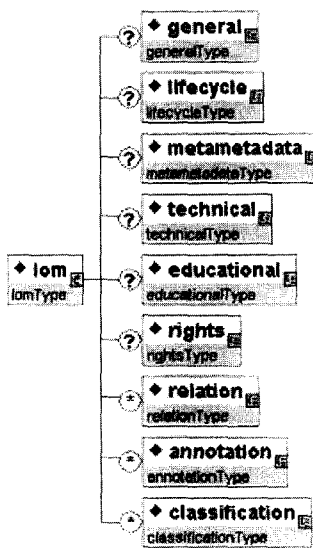 ? ◆ general
generalType
? ◆ lifecycle
lifecycleType
? ◆ metametadata
metametadataType
? ◆ technical
technicalType
◆ lom
lomType
? ◆ educational
educationalType
? ◆ rights
rightsType
* ◆ relation
relationType
* ◆ annotation
annotationType
* ◆ classification
classificationType